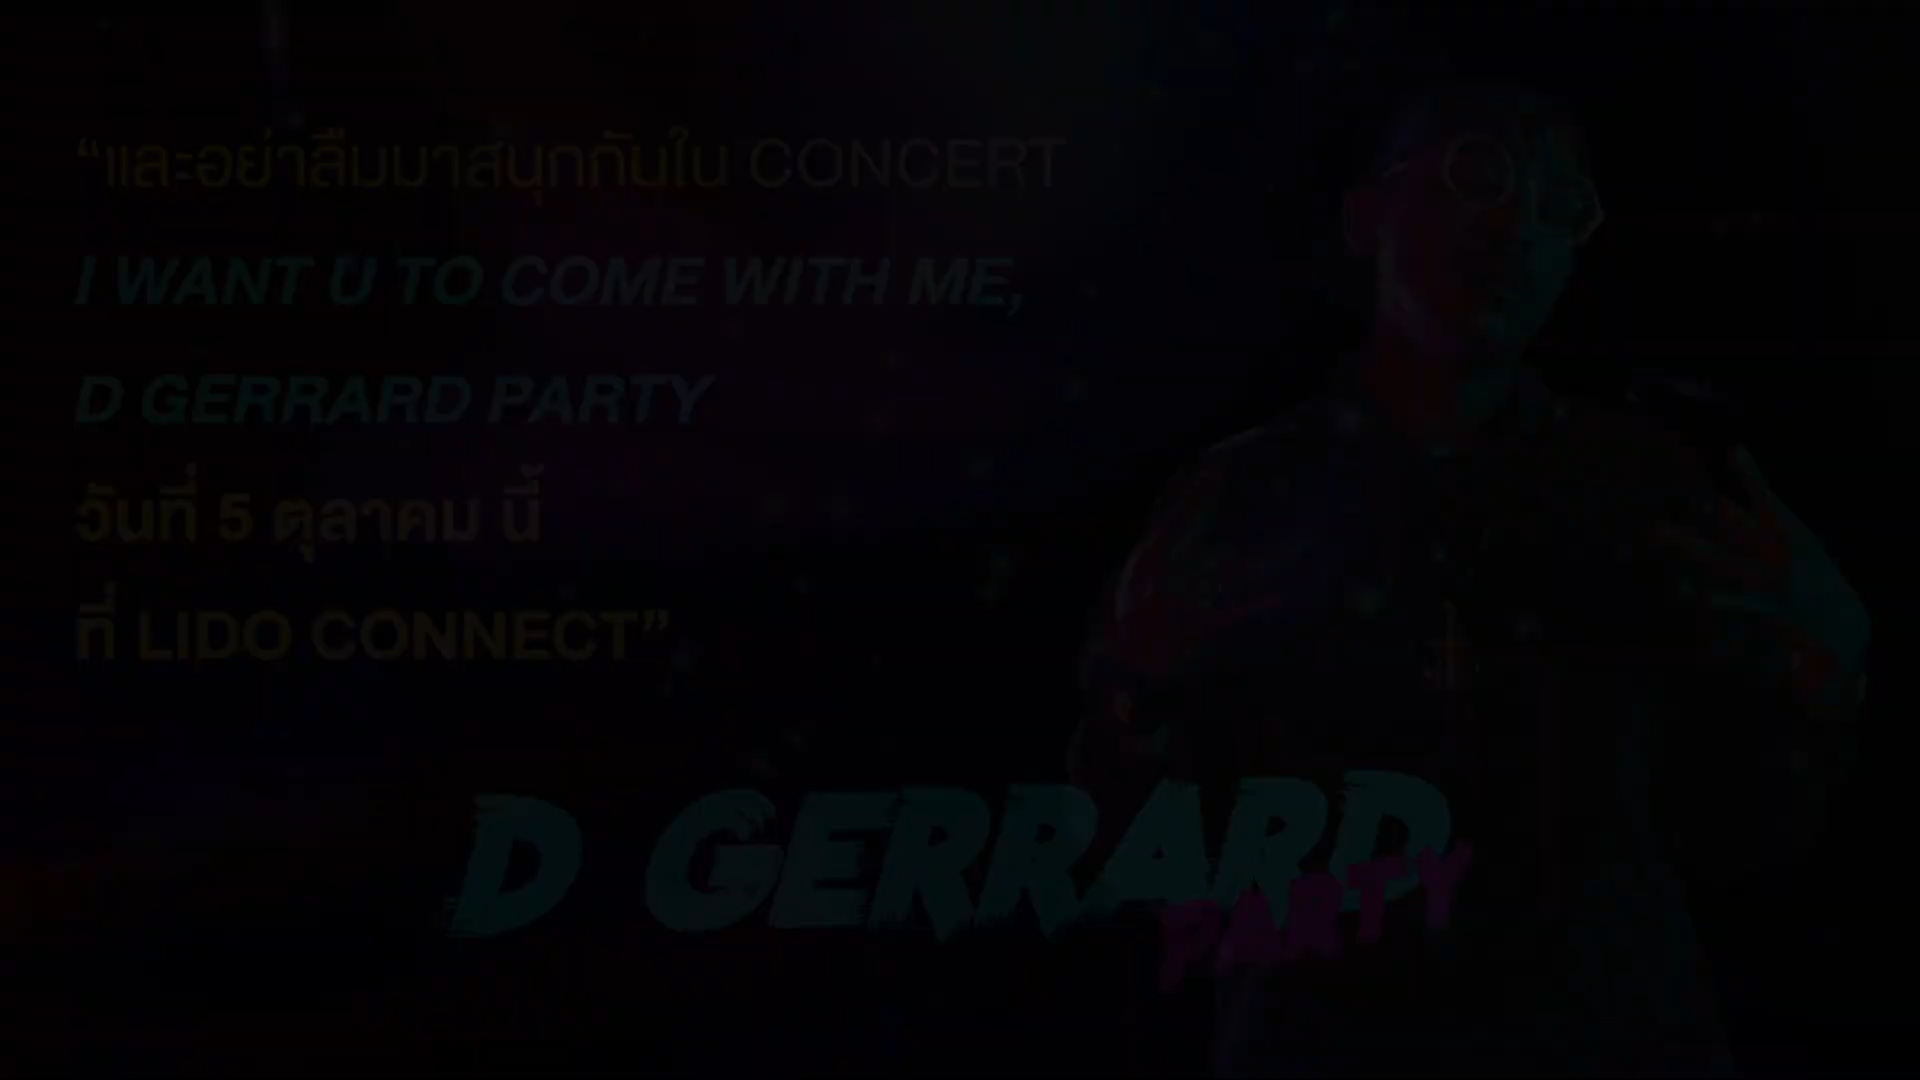 “และอย่าลืมมาสนุกกันใน CONCERT
I WANT U TO COME WITH ME,
D GERRARD PARTY
วันที่ 5 ตุลาคม นี้
ที่ LIDO CONNECT”
D GERRARD
PARTY